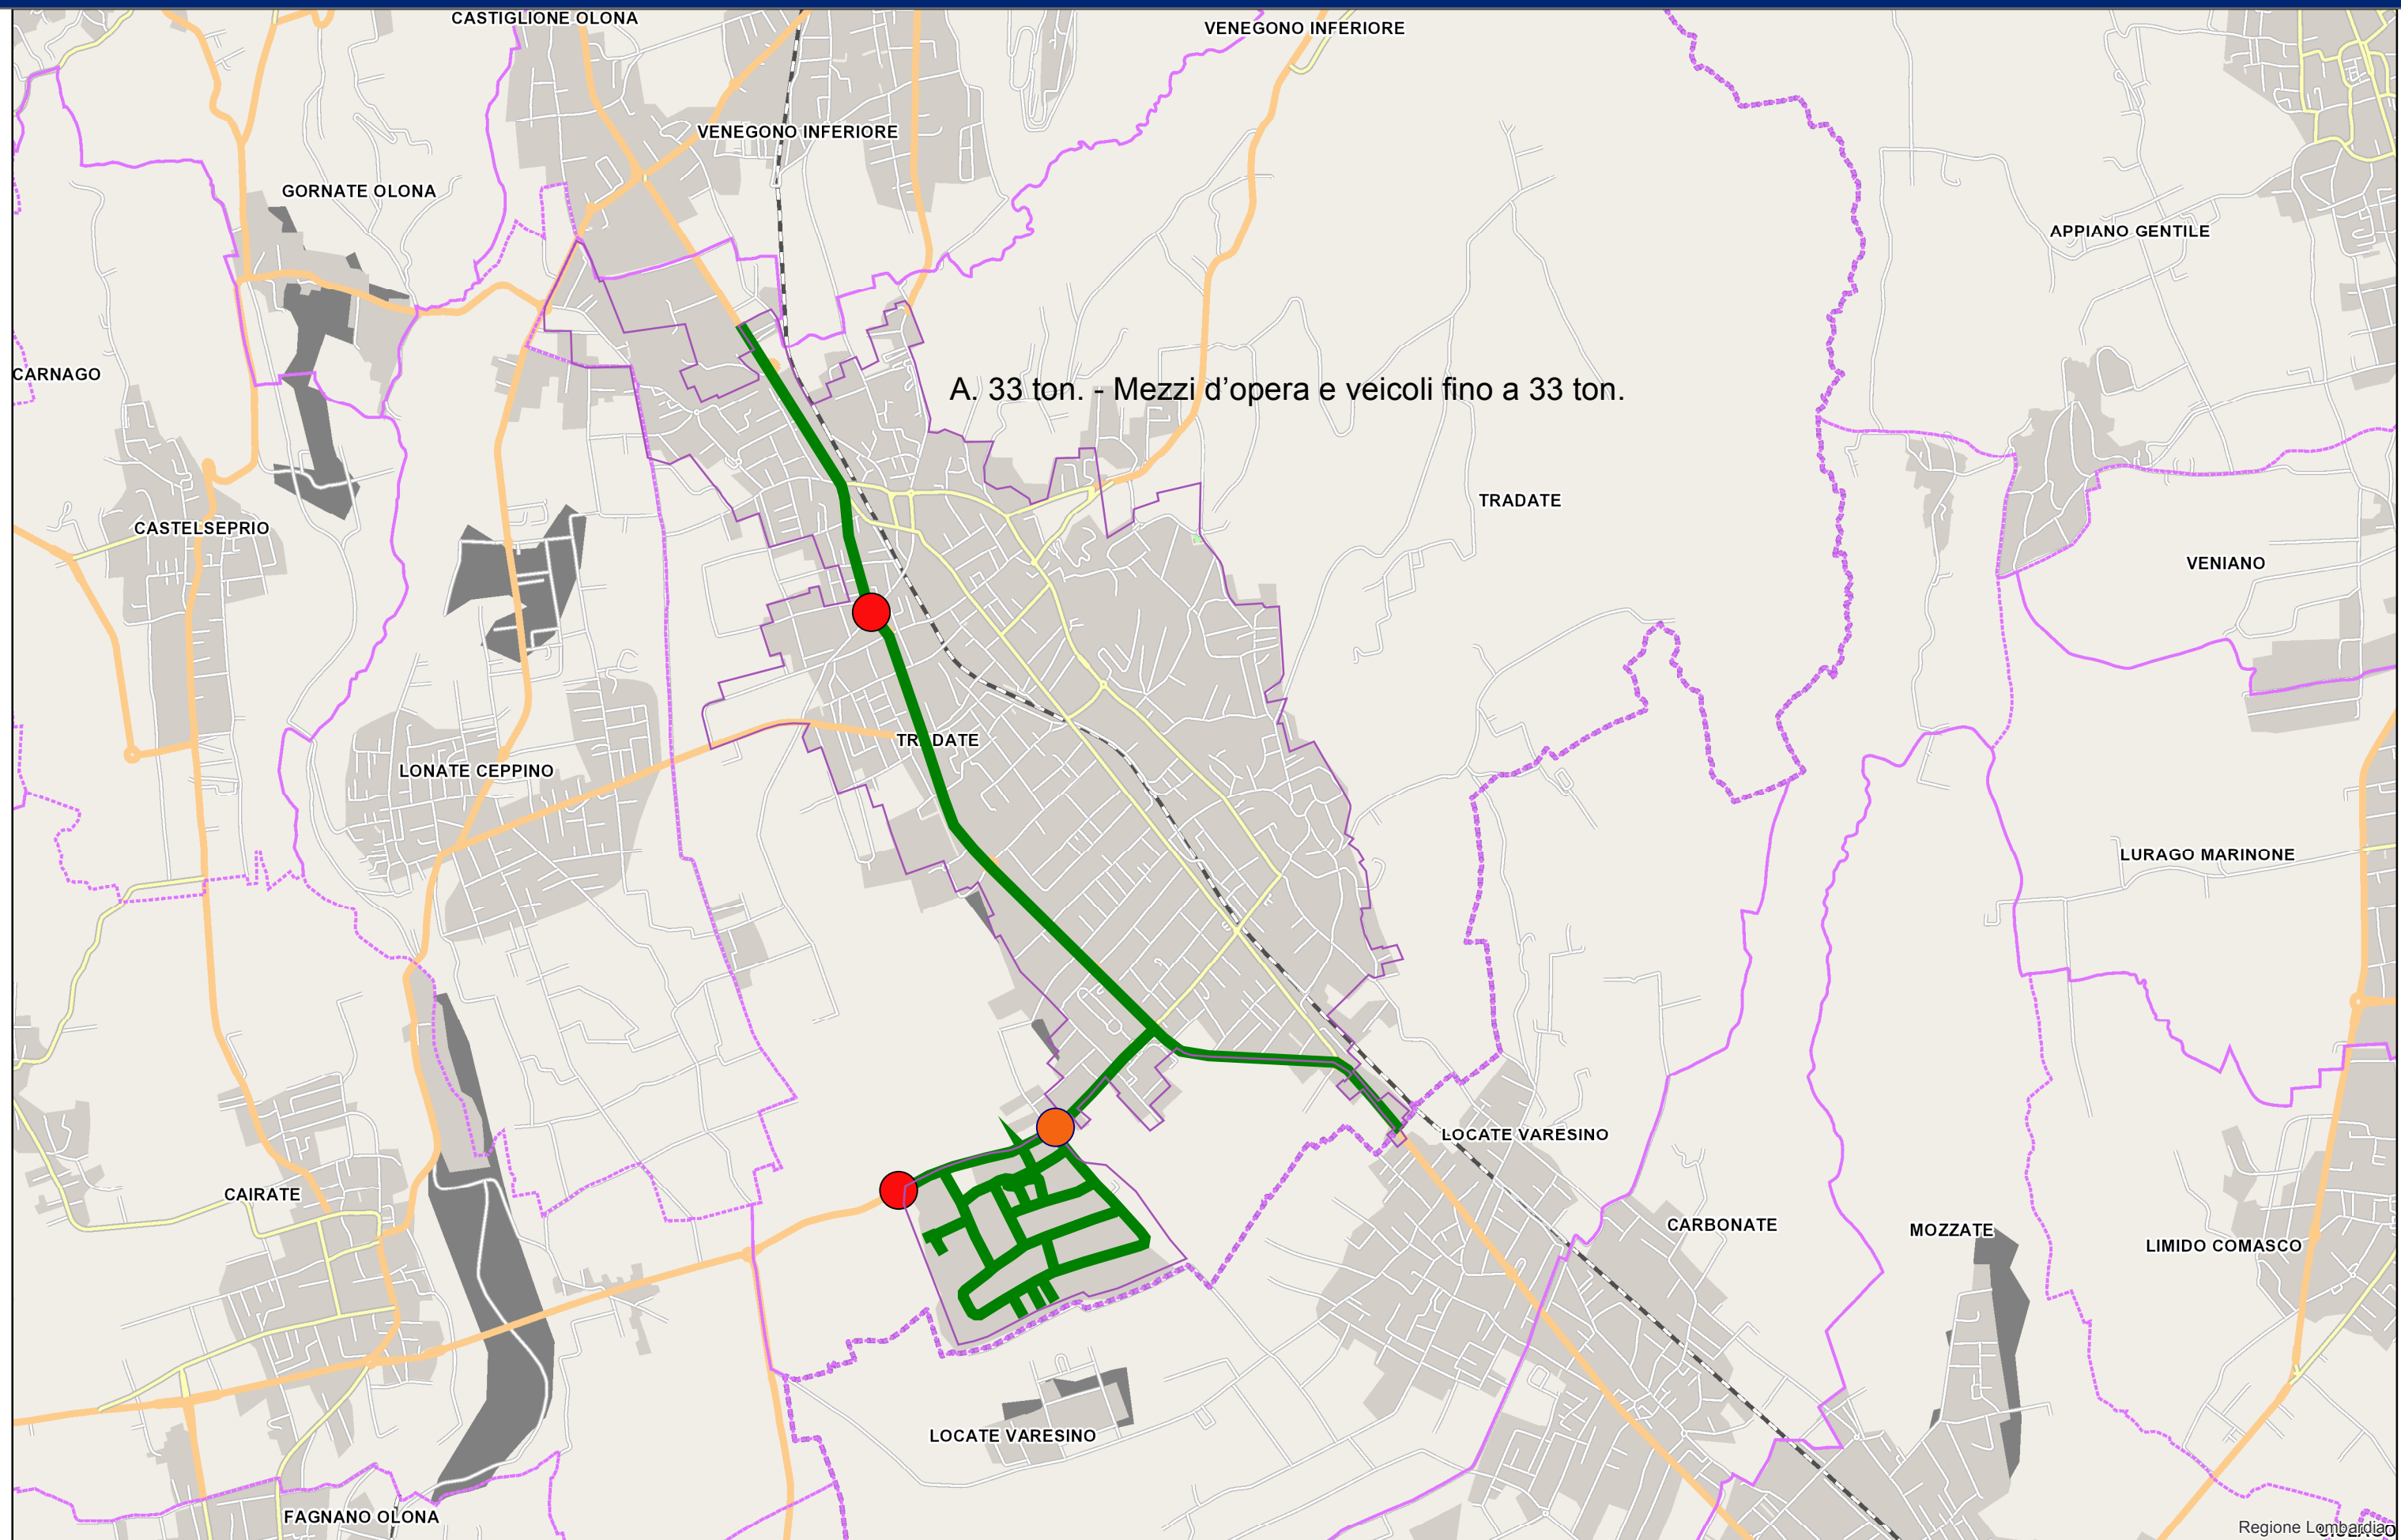 CASTIGLIONE OLONA
VENEGONO INFERIORE
VENEGONO INFERIORE
GORNATE OLONA
APPIANO GENTILE
CARNAGO
A. 33 ton. - Mezzi d’opera e veicoli fino a 33 ton.
TRADATE
CASTELSEPRIO
VENIANO
TRADATE
LONATE CEPPINO
LURAGO MARINONE
LOCATE VARESINO
CAIRATE
CARBONATE
MOZZATE
LIMIDO COMASCO
LOCATE VARESINO
FAGNANO OLONA
Regione Lombardia